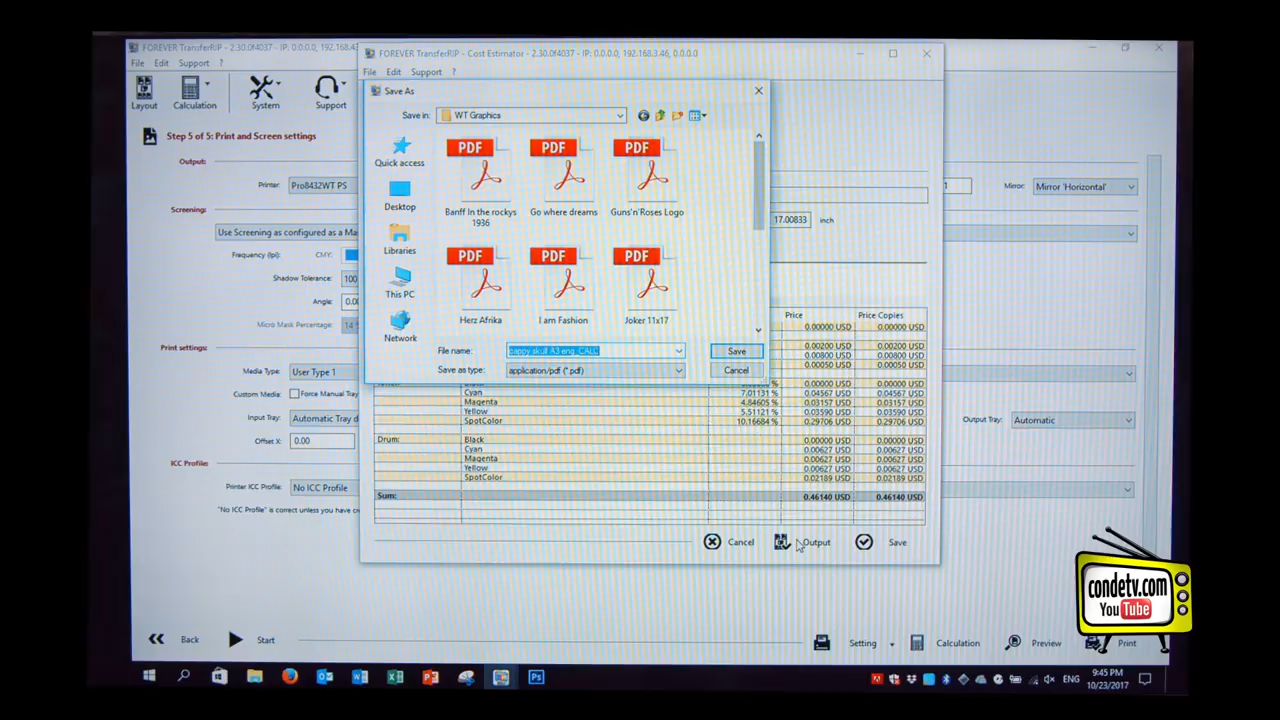 FOREVER TransferRIP - 2.30.0f4037 - IP: 0.0.0.0, 192.168.3.4
File Edit Support ?
Layout Calculation System Support
Step 5 of 5: Print and Screen settings
Output:
Printer: Pro8432WT PS
Mirror: Mirror 'Horizontal'
Screening:
Use Screening as configured as a Ma
Frequency (lpi): CMY:
Shadow Tolerance: 100
Angle: 0.00
Micro Mask Percentage: 14
Print settings:
Media Type: User Type 1
Custom Media: Force Manual Tray
Input Tray: Automatic Tray d
Output Tray: Automatic
Offset X: 0.00
ICC Profile:
Printer ICC Profile: No ICC Profile
"No ICC Profile" is correct unless you have c
Back Start Setting Calculation Preview Print
FOREVER TransferRIP - Cost Estimator - 2.30.0f4037 - IP: 0.0.0.0, 192.168.3.46, 0.0.0.0
File Edit Support ?
17.00833 inch
Price Price Copies
0.00000 USD 0.00000 USD
0.00200 USD 0.00200 USD
0.00800 USD 0.00800 USD
0.00050 USD 0.00050 USD
0.00000 USD 0.00000 USD
Cyan 7.01131 % 0.04567 USD 0.04567 USD
Magenta 4.84605 % 0.03157 USD 0.03157 USD
Yellow 5.51121 % 0.03590 USD 0.03590 USD
SpotColor 10.16684 % 0.29706 USD 0.29706 USD
Drum: Black 0.00000 USD 0.00000 USD
Cyan 0.00627 USD 0.00627 USD
Magenta 0.00627 USD 0.00627 USD
Yellow 0.00627 USD 0.00627 USD
SpotColor 0.02189 USD 0.02189 USD
Sum: 0.46140 USD 0.46140 USD
Cancel Output Save
Save As
Save in: WT Graphics
Quick access
Desktop
Libraries
This PC
Network
PDF PDF PDF
Banff In the rockys
1936
Go where dreams
Guns'n'Roses Logo
PDF PDF PDF
Herz Afrika
I am Fashion
Joker 11x17
File name: skull A3 eng_CALC
Save
Save as type: application/pdf (*.pdf)
Cancel
condetv.com
YouTube
ENG
9:45 PM
10/23/2017